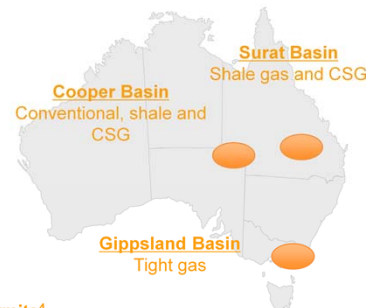 Surat Basin
Shale gas and CSG
Cooper Basin
Conventional, shale and
CSG
Gippsland Basin
Tight gas